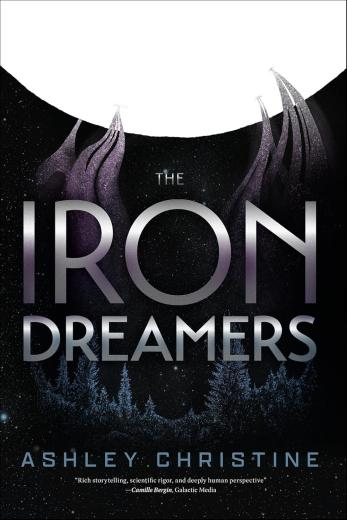 THE
IRON
DREAMERS
ASHLEY CHRISTINE
"Rich storytelling, scientific rigor, and deeply human perspective"
—Camille Bergin, Galactic Media